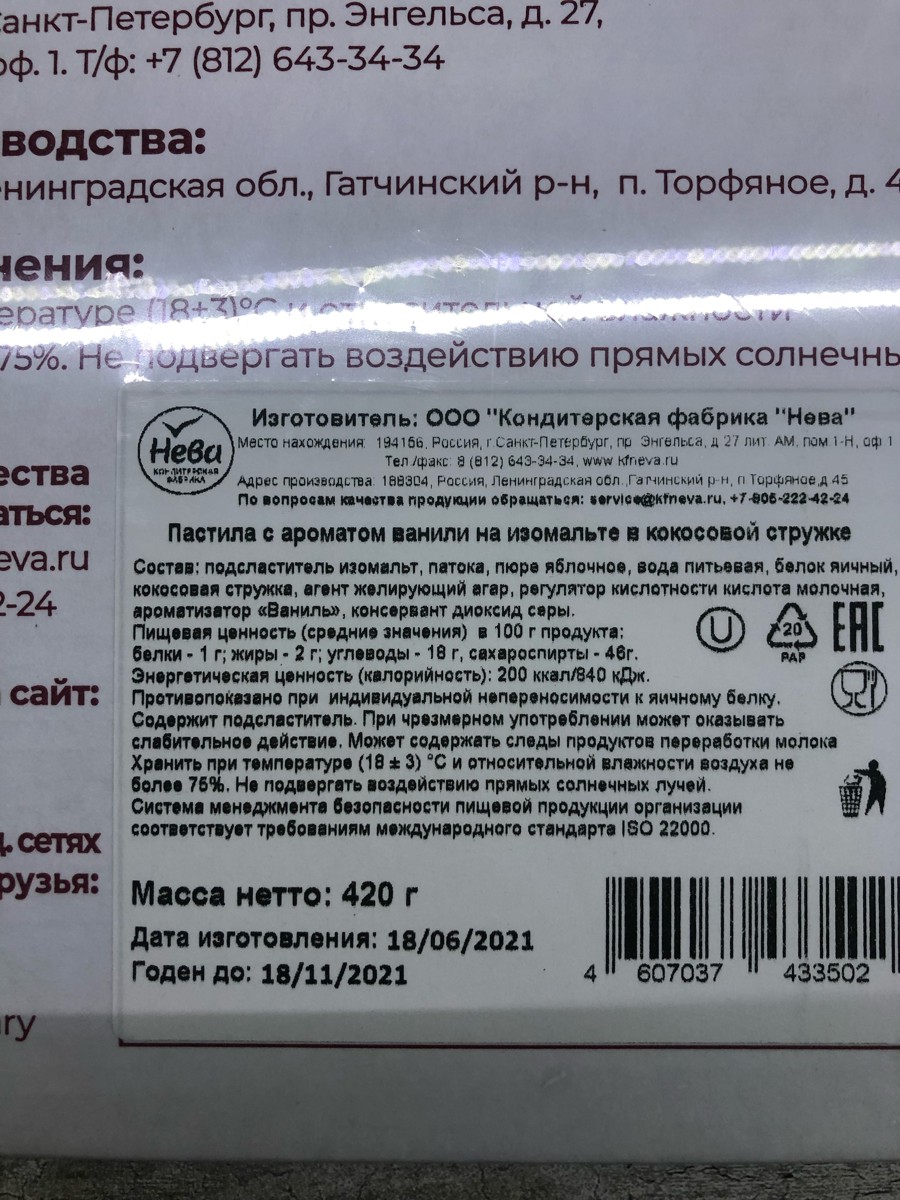 Санкт-Петербург, пр. Энгельса, д. 27,
оф. 1. Т/ф: +7 (812) 643-34-34
водства:
енинградская обл., Гатчинский р-н, п. Торфяное, д. 4
нения:
ературе (18±3)°С и относительной влажности
75%. Не подвергать воздействию прямых солнечны
ества
аться:
eva.ru
2-24
сайт:
. сетях
рузья:
ry
Нева
КОНДИТЕРСКАЯ
ФАБРИКА
Изготовитель: ООО "Кондитерская фабрика "Нева"
Место нахождения: 194156, Россия, г.Санкт-Петербург, пр. Энгельса, д 27 лит. АМ, пом 1-Н, оф 1
Тел./факс: 8 (812) 643-34-34, www.kfneva.ru
Адрес производства: 188304, Россия, Ленинградская обл.,Гатчинский р-н, п Торфяное,д 45
По вопросам качества продукции обращаться: service@kfneva.ru, +7-806-222-42-24
Пастила с ароматом ванили на изомальте в кокосовой стружке
Состав: подсластитель изомальт, патока, пюре яблочное, вода питьевая, белок яичный,
кокосовая стружка, агент желирующий агар, регулятор кислотности кислота молочная,
ароматизатор «Ваниль», консервант диоксид серы.
Пищевая ценность (средние значения) в 100 г продукта:
белки - 1 г; жиры - 2 г; углеводы - 18 г, сахароспирты - 46г.
Энергетическая ценность (калорийность): 200 ккал/840 кДж.
Противопоказано при индивидуальной непереносимости к яичному белку.
Содержит подсластитель. При чрезмерном употреблении может оказывать
слабительное действие. Может содержать следы продуктов переработки молока
Хранить при температуре (18 ± 3) °С и относительной влажности воздуха не
более 75%. Не подвергать воздействию прямых солнечных лучей.
Система менеджмента безопасности пищевой продукции организации
соответствует требованиям международного стандарта ISO 22000.
U
20
PAP
EAC
Масса нетто: 420 г
Дата изготовления: 18/06/2021
Годен до: 18/11/2021
4 607037 433502